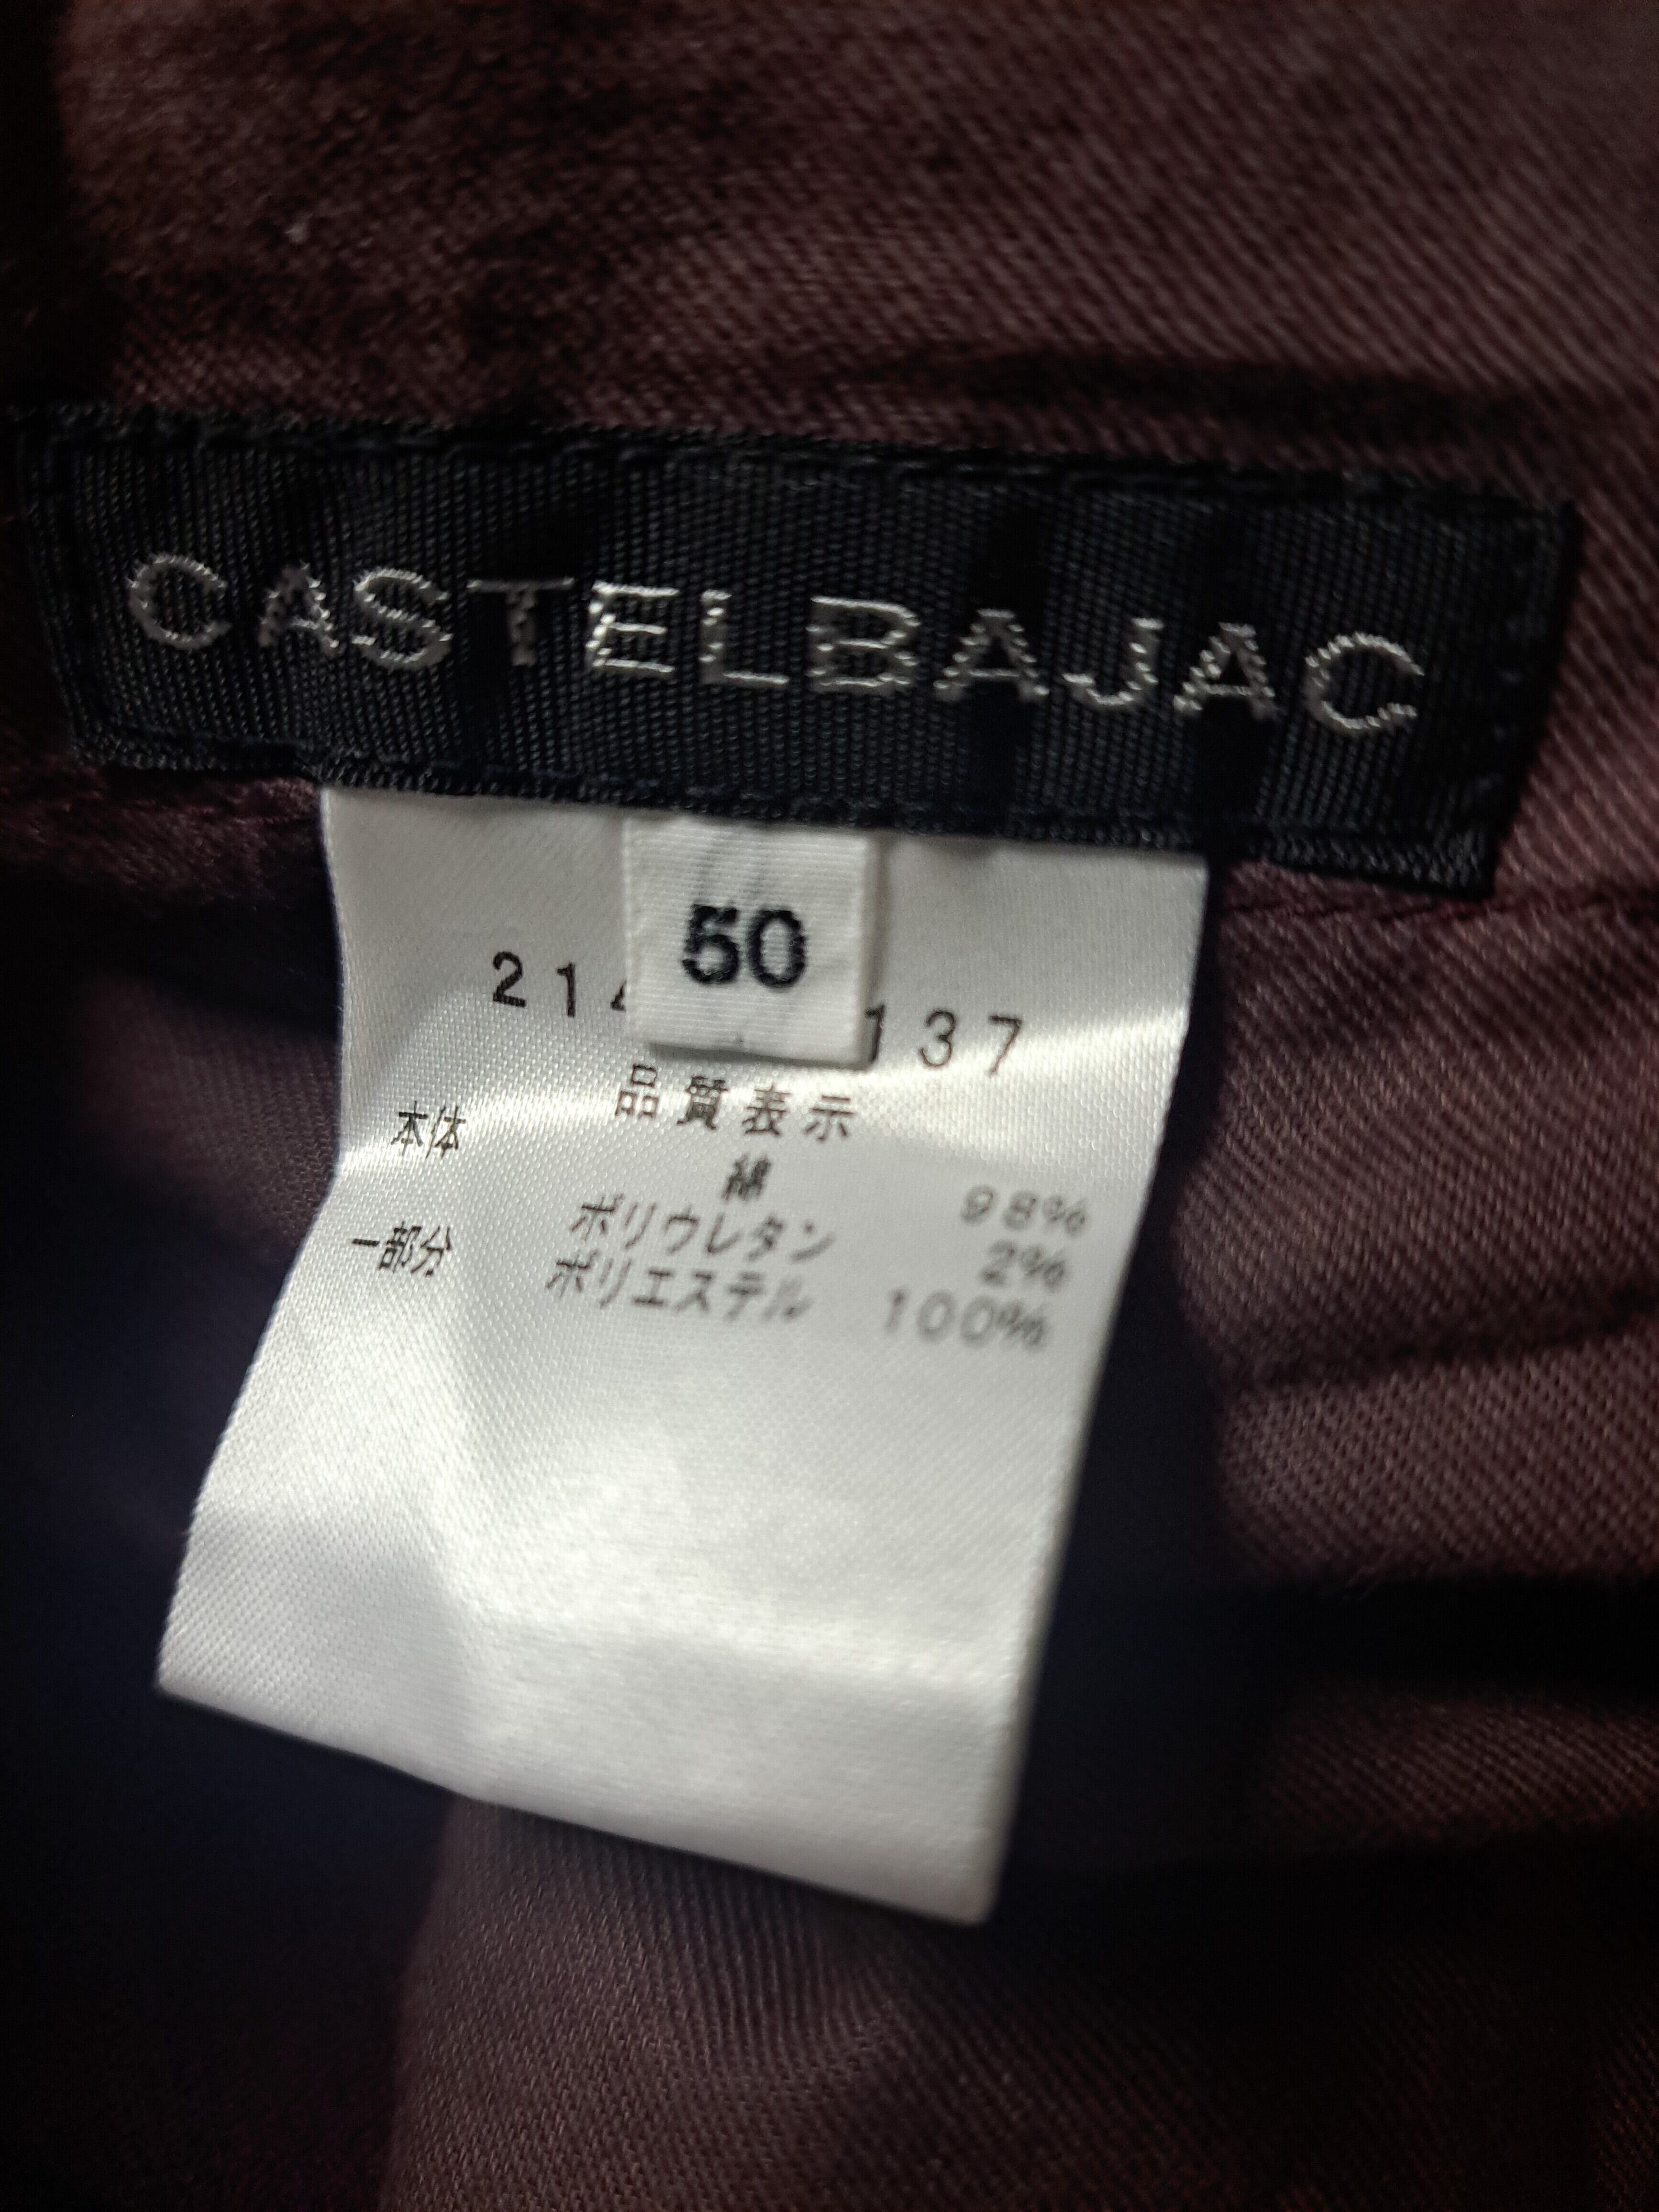 CASTELBAJAC
50
21 137
品質表示
本体
綿 98%
ポリウレタン 2%
一部分 ポリエステル 100%